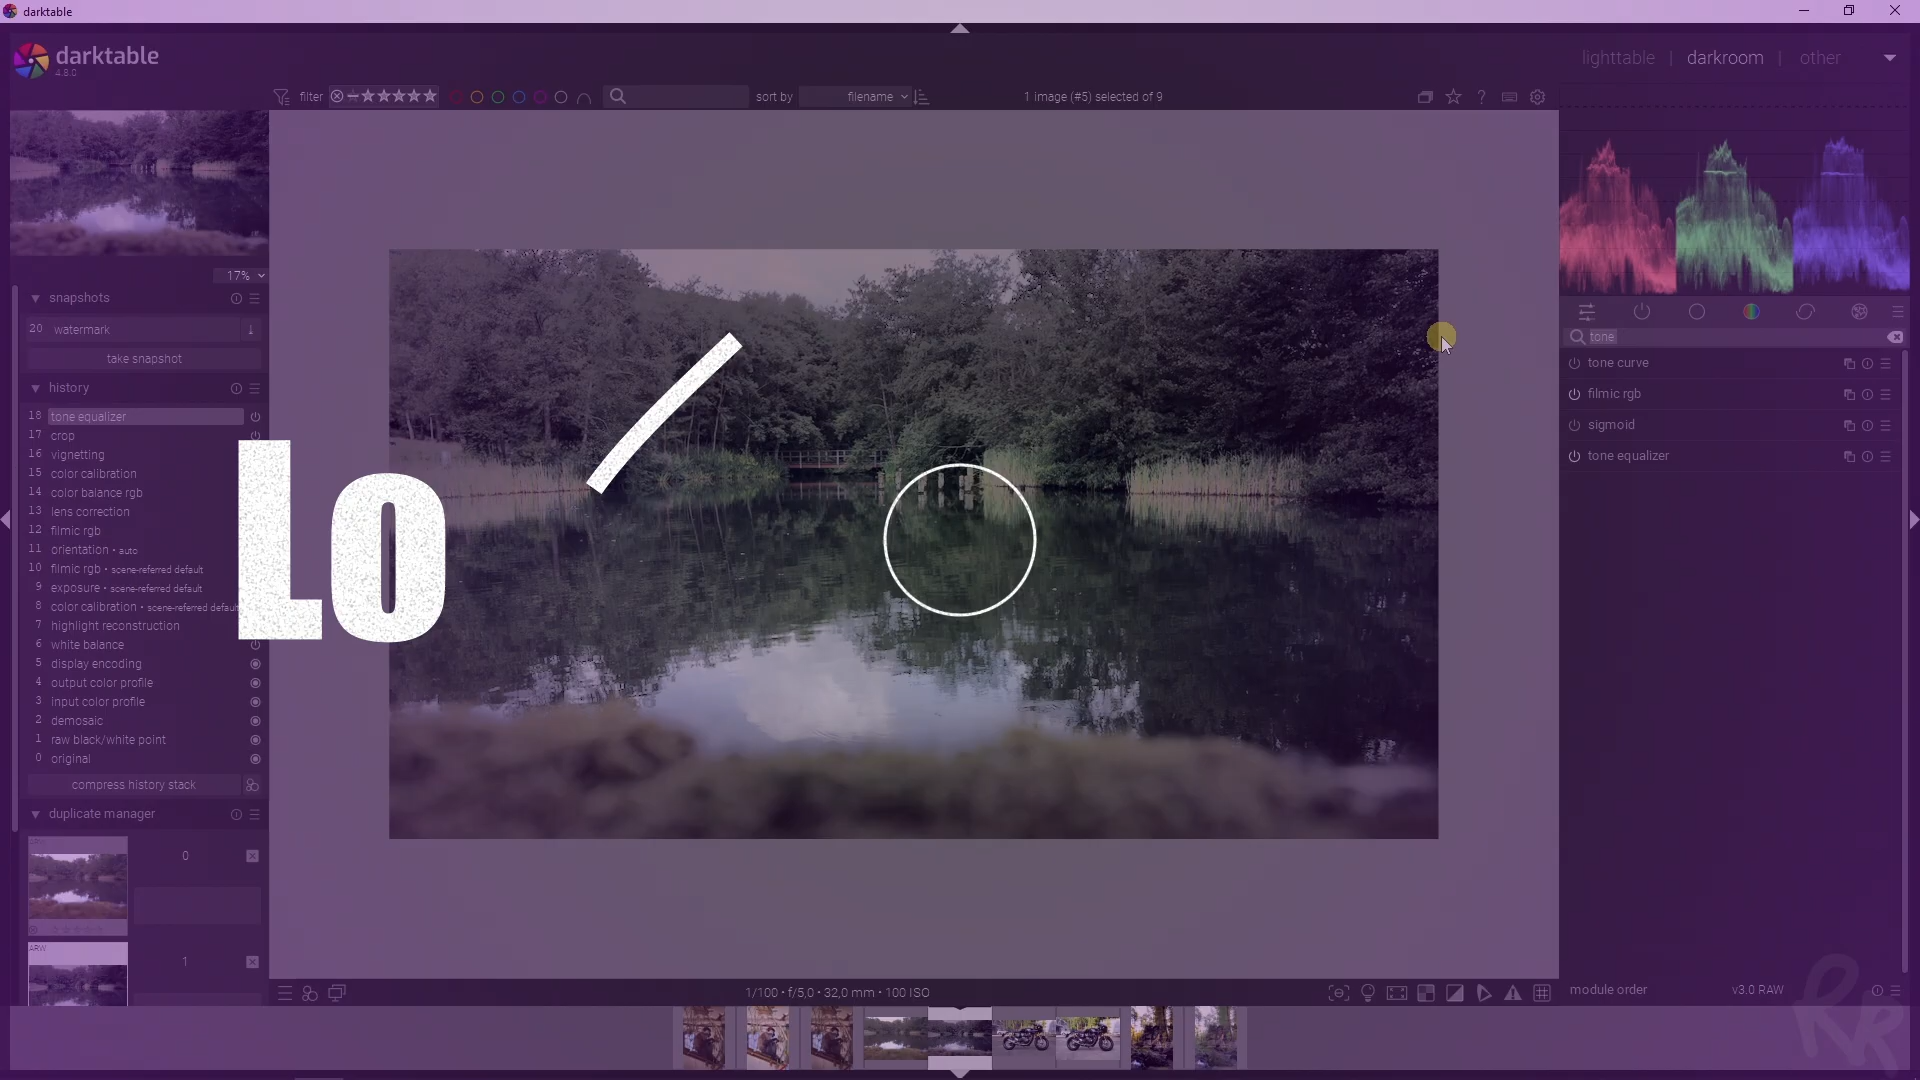 darktable
darktable
4.8.0
lighttable | darkroom | other
filter
sort by filename
1 image (#5) selected of 9
17%
snapshots
20 watermark
take snapshot
history
18 tone equalizer
17 crop
16 vignetting
15 color calibration
14 color balance rgb
13 lens correction
12 filmic rgb
11 orientation • auto
10 filmic rgb • scene-referred default
9 exposure • scene-referred default
8 color calibration • scene-referred default
7 highlight reconstruction
6 white balance
5 display encoding
4 output color profile
3 input color profile
2 demosaic
1 raw black/white point
0 original
compress history stack
duplicate manager
0
ARW
1
Lo
tone
tone curve
filmic rgb
sigmoid
tone equalizer
1/100 • f/5,0 • 32,0 mm • 100 ISO
module order v3.0 RAW
RR